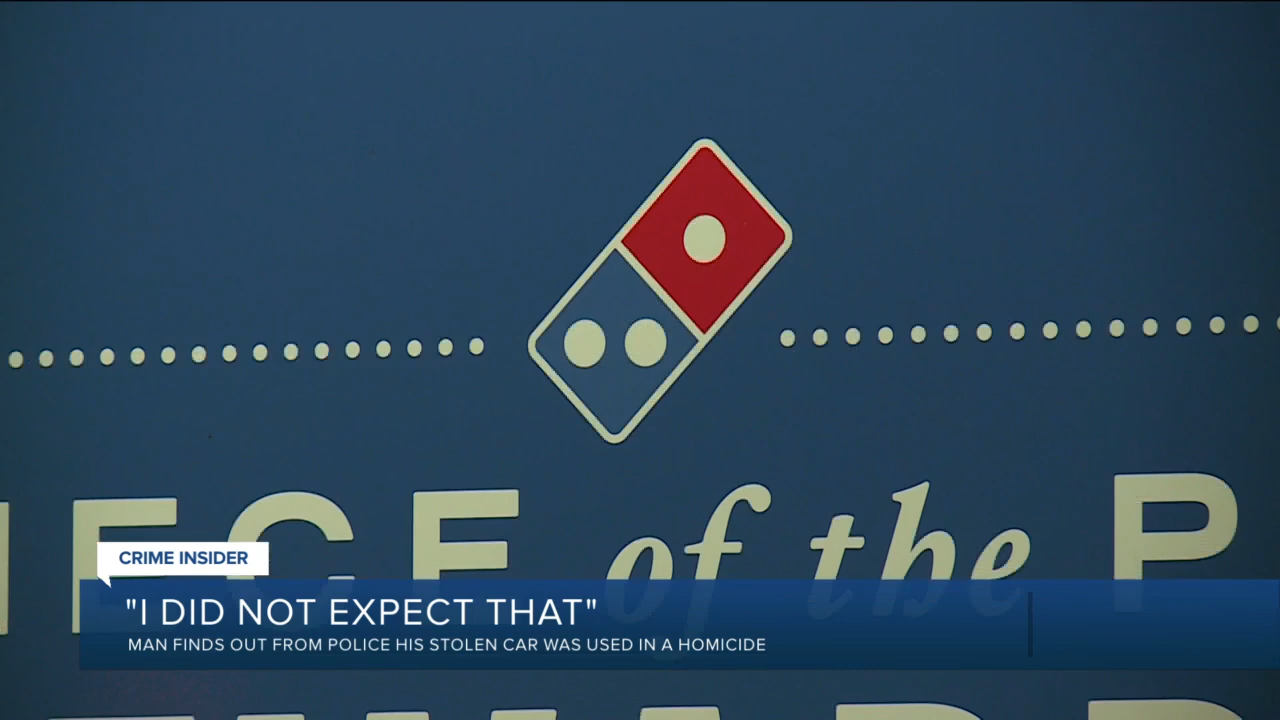 IECE of the P
CRIME INSIDER
"I DID NOT EXPECT THAT"
MAN FINDS OUT FROM POLICE HIS STOLEN CAR WAS USED IN A HOMICIDE